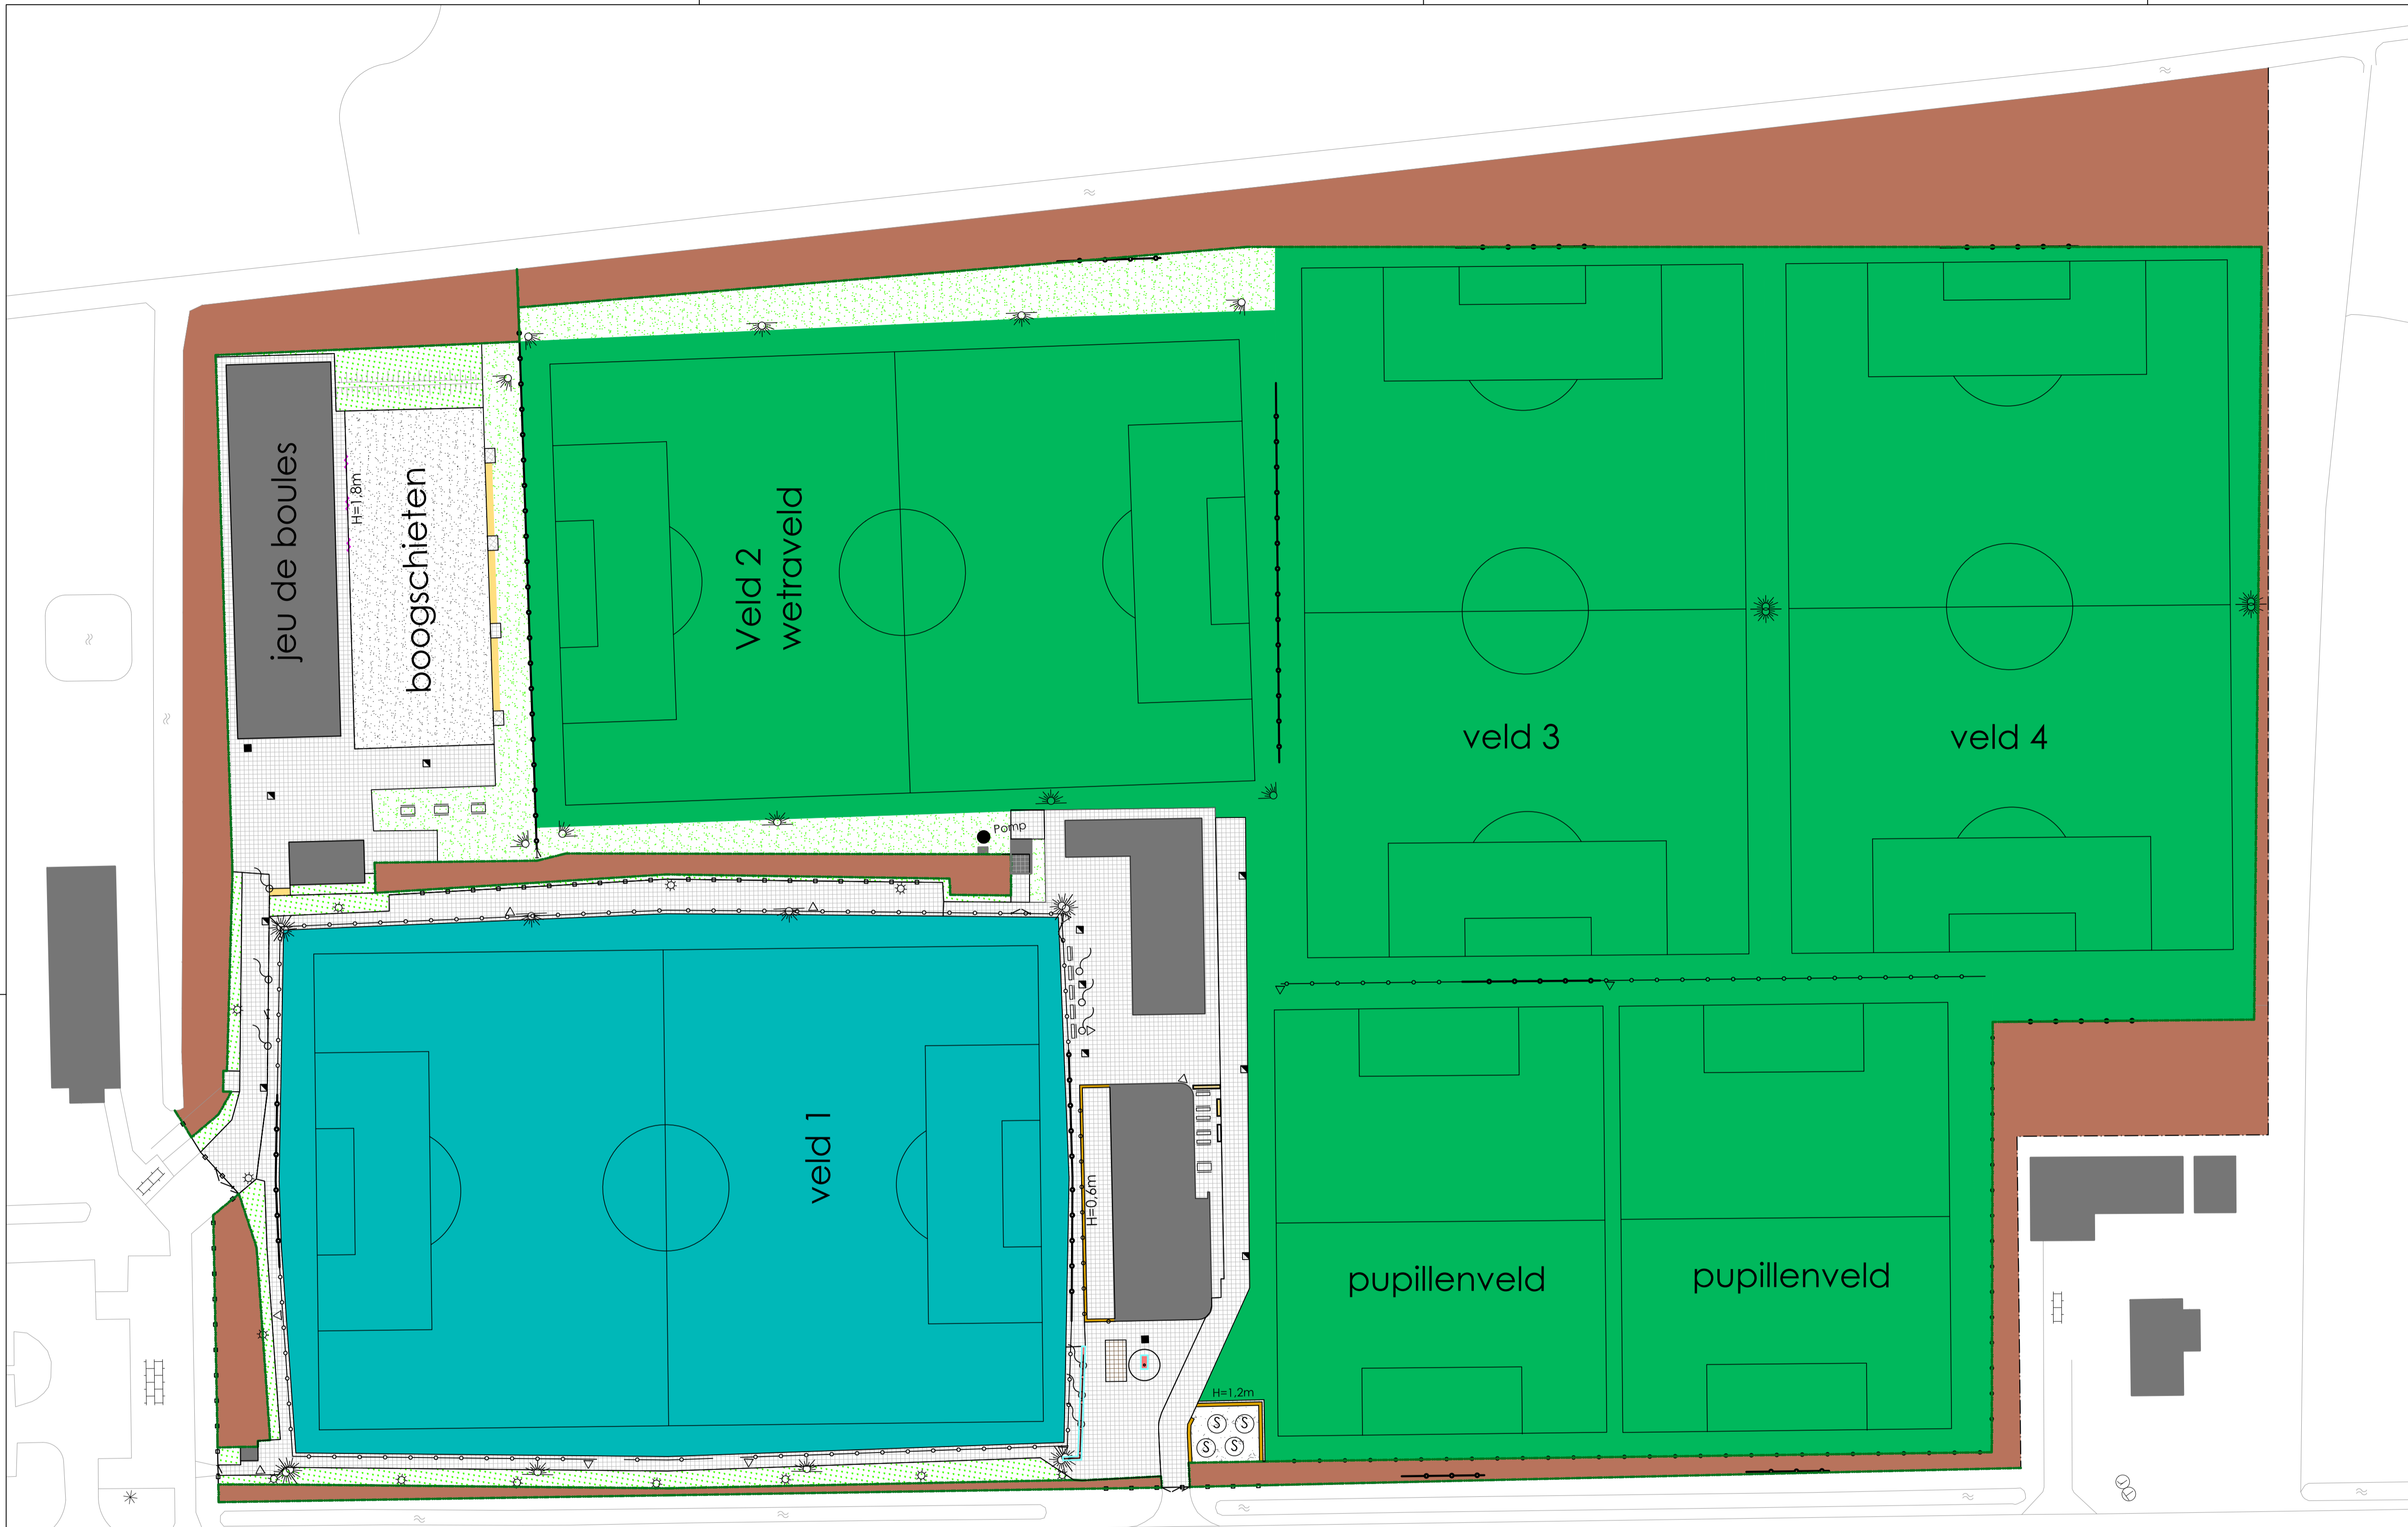 jeu de boules
H=1,8m
boogschieten
Veld 2
wetraveld
veld 3
veld 4
Pomp
veld 1
H=0,6m
pupillenveld
pupillenveld
H=1,2m
S S
S S